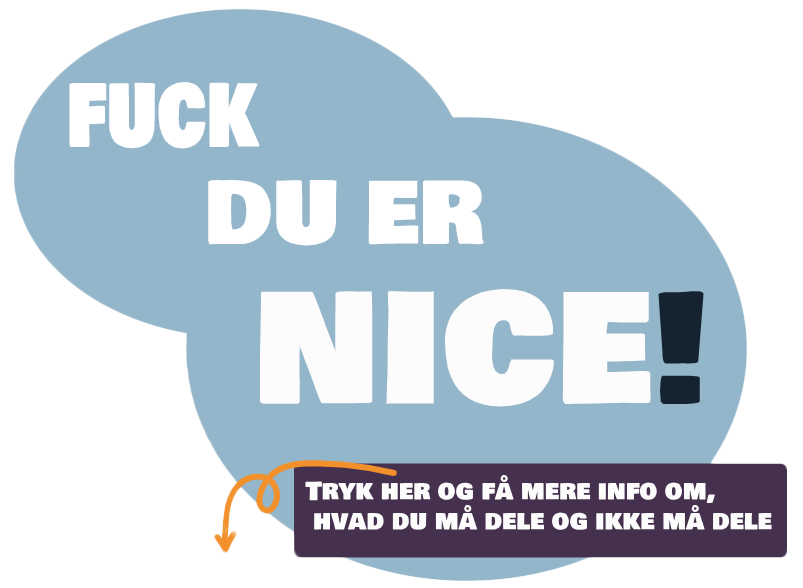 FUCK
DU ER
NICE!
TRYK HER OG FÅ MERE INFO OM,
HVAD DU MÅ DELE OG IKKE MÅ DELE